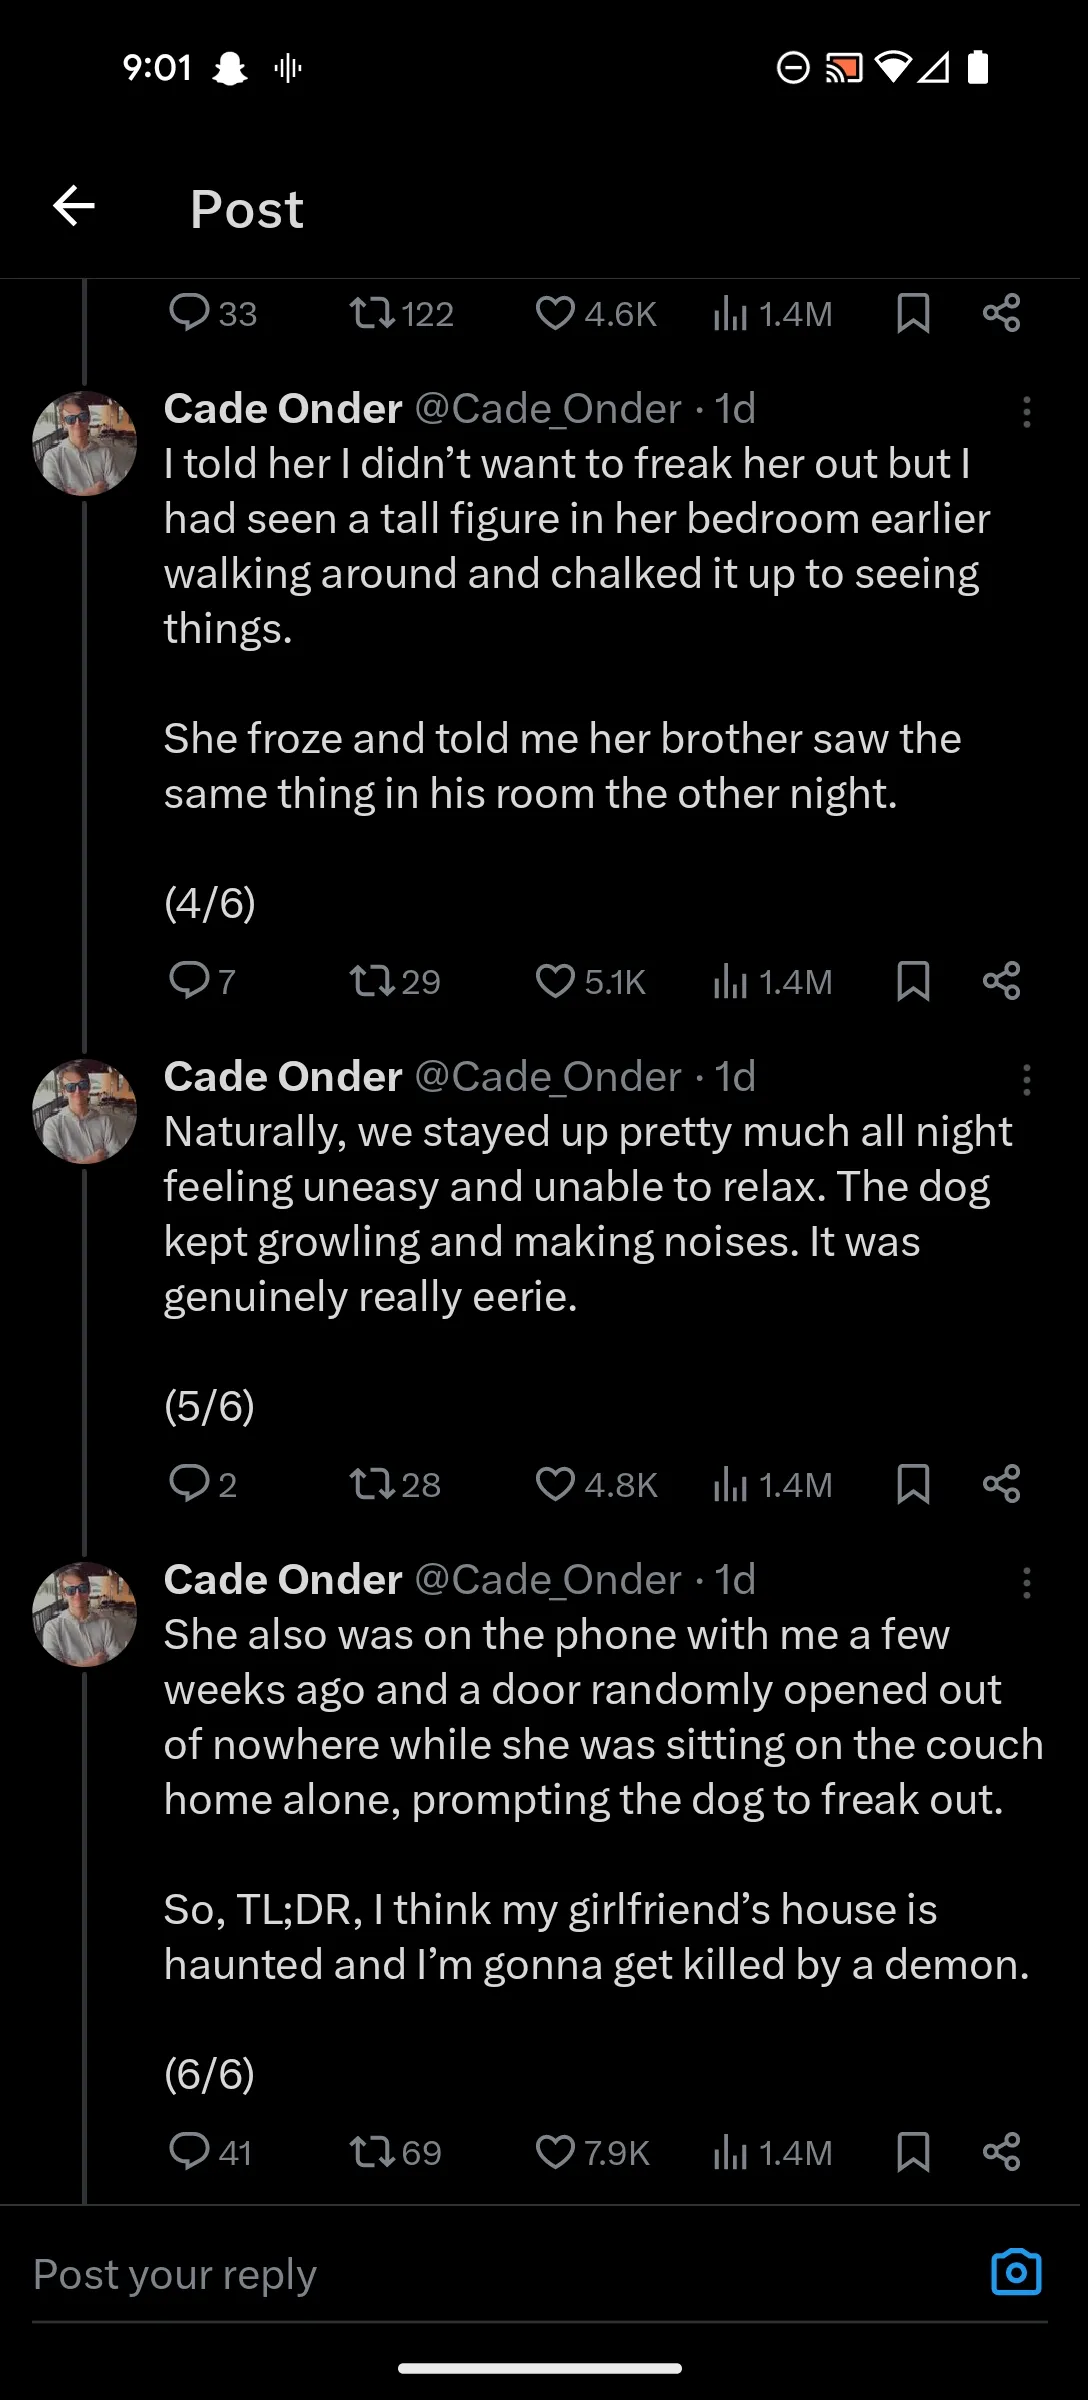 9:01
Post
33 122 4.6K 1.4M
Cade Onder @Cade_Onder · 1d
I told her I didn’t want to freak her out but I
had seen a tall figure in her bedroom earlier
walking around and chalked it up to seeing
things.
She froze and told me her brother saw the
same thing in his room the other night.
(4/6)
7 29 5.1K 1.4M
Cade Onder @Cade_Onder · 1d
Naturally, we stayed up pretty much all night
feeling uneasy and unable to relax. The dog
kept growling and making noises. It was
genuinely really eerie.
(5/6)
2 28 4.8K 1.4M
Cade Onder @Cade_Onder · 1d
She also was on the phone with me a few
weeks ago and a door randomly opened out
of nowhere while she was sitting on the couch
home alone, prompting the dog to freak out.
So, TL;DR, I think my girlfriend’s house is
haunted and I’m gonna get killed by a demon.
(6/6)
41 69 7.9K 1.4M
Post your reply